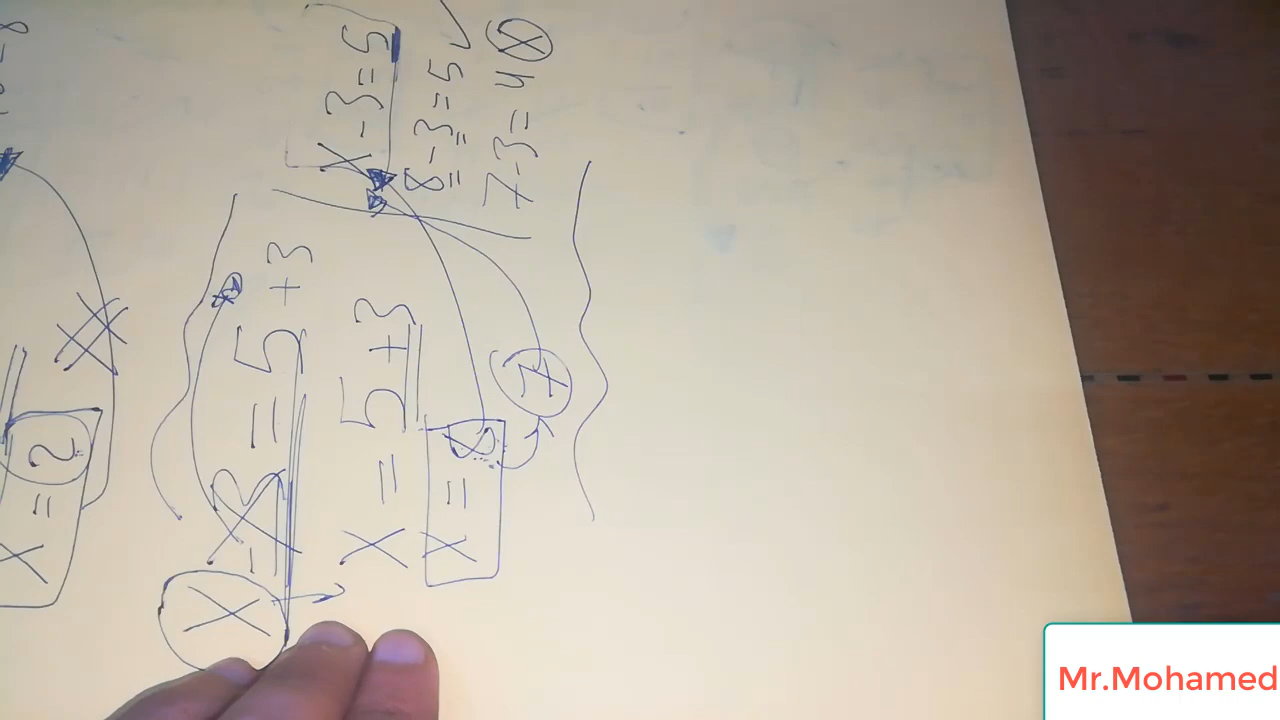 x = 2
x - 3 = 5 + 3
x = 5 + 3
x = 8
7
x - 3 = 5
8 - 3 = 5 ✓
7 - 3 = 4 ⓧ
Mr.Mohamed